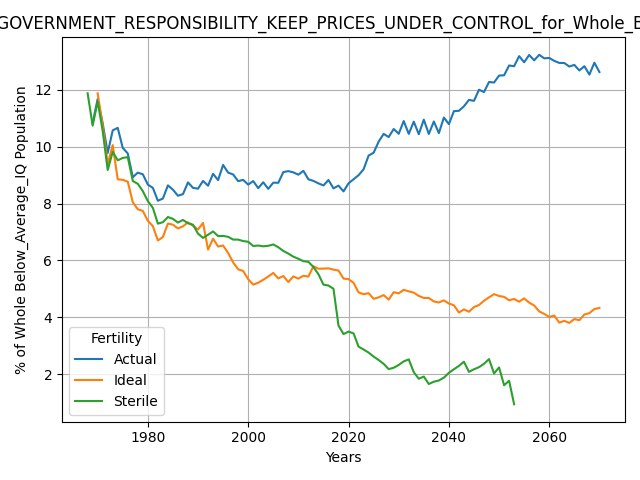 GOVERNMENT_RESPONSIBILITY_KEEP_PRICES_UNDER_CONTROL_for_Whole_B
% of Whole Below_Average_IQ Population
12
10
8
6
4
2
Fertility
Actual
Ideal
Sterile
1980
2000
2020
2040
2060
Years